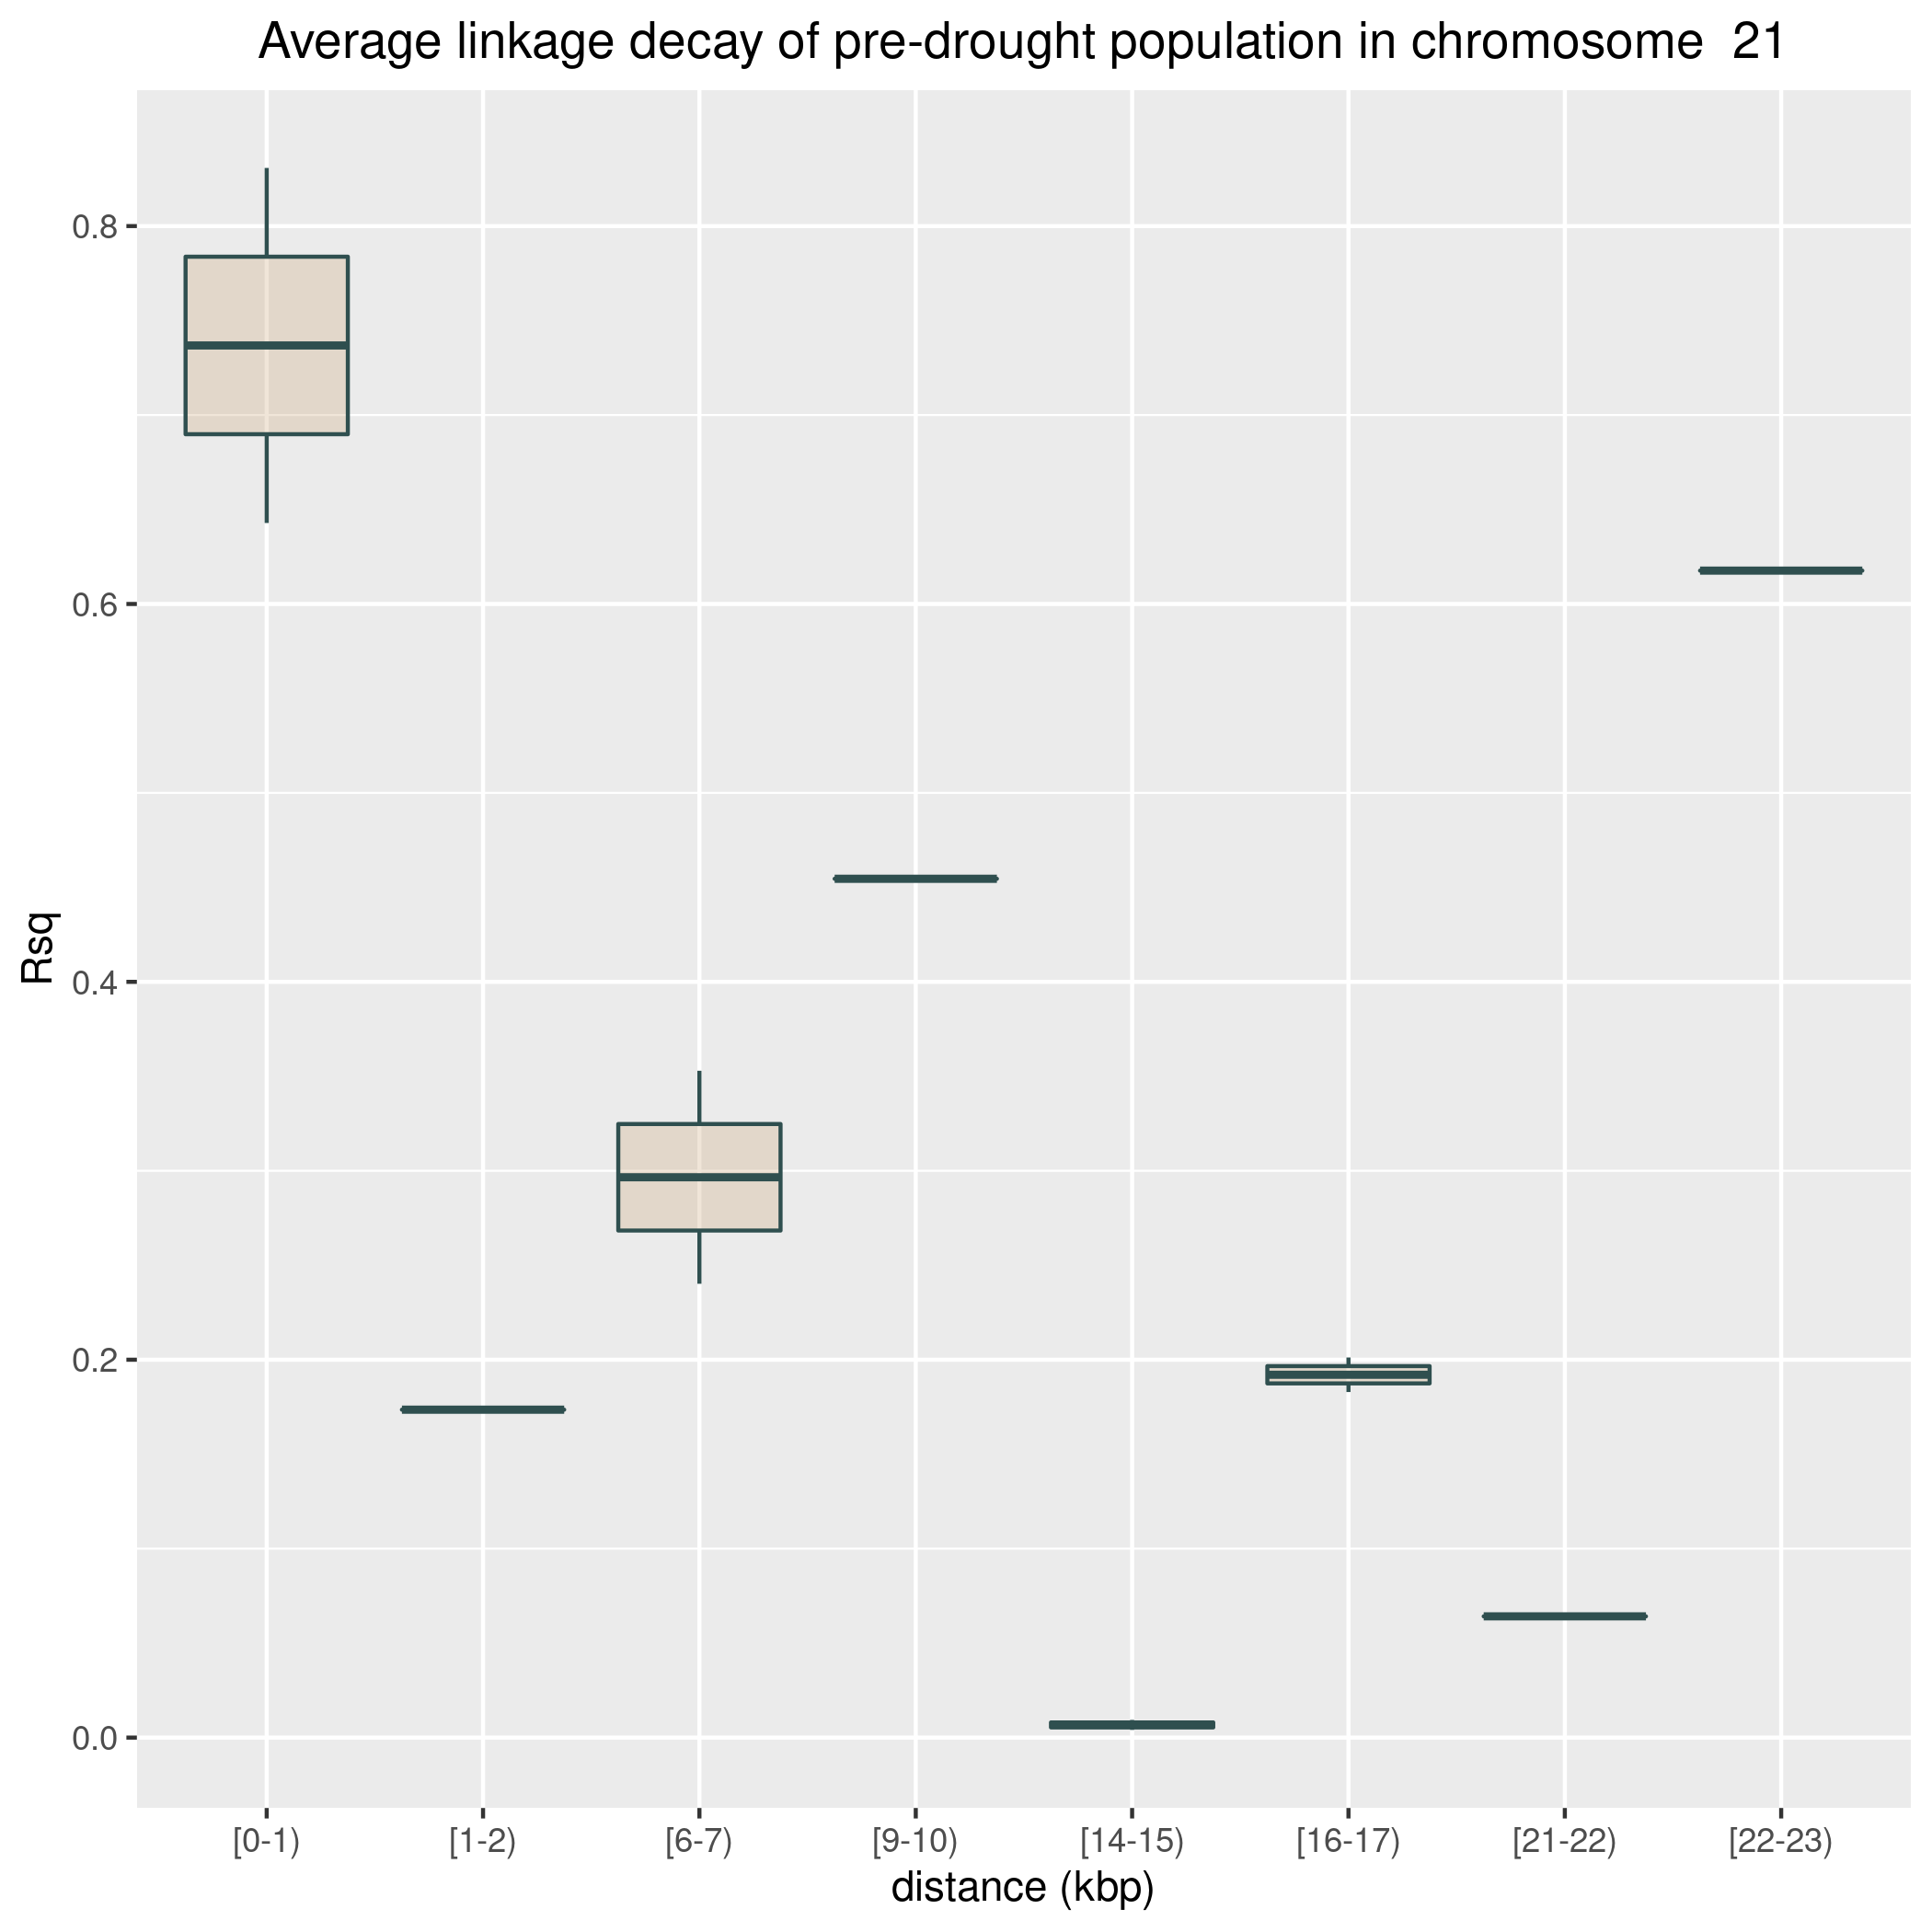 Average linkage decay of pre-drought population in chromosome  21
Rsq
0.8
0.6
0.4
0.2
0.0
[0-1) [1-2) [6-7) [9-10) [14-15) [16-17) [21-22) [22-23)
distance (kbp)